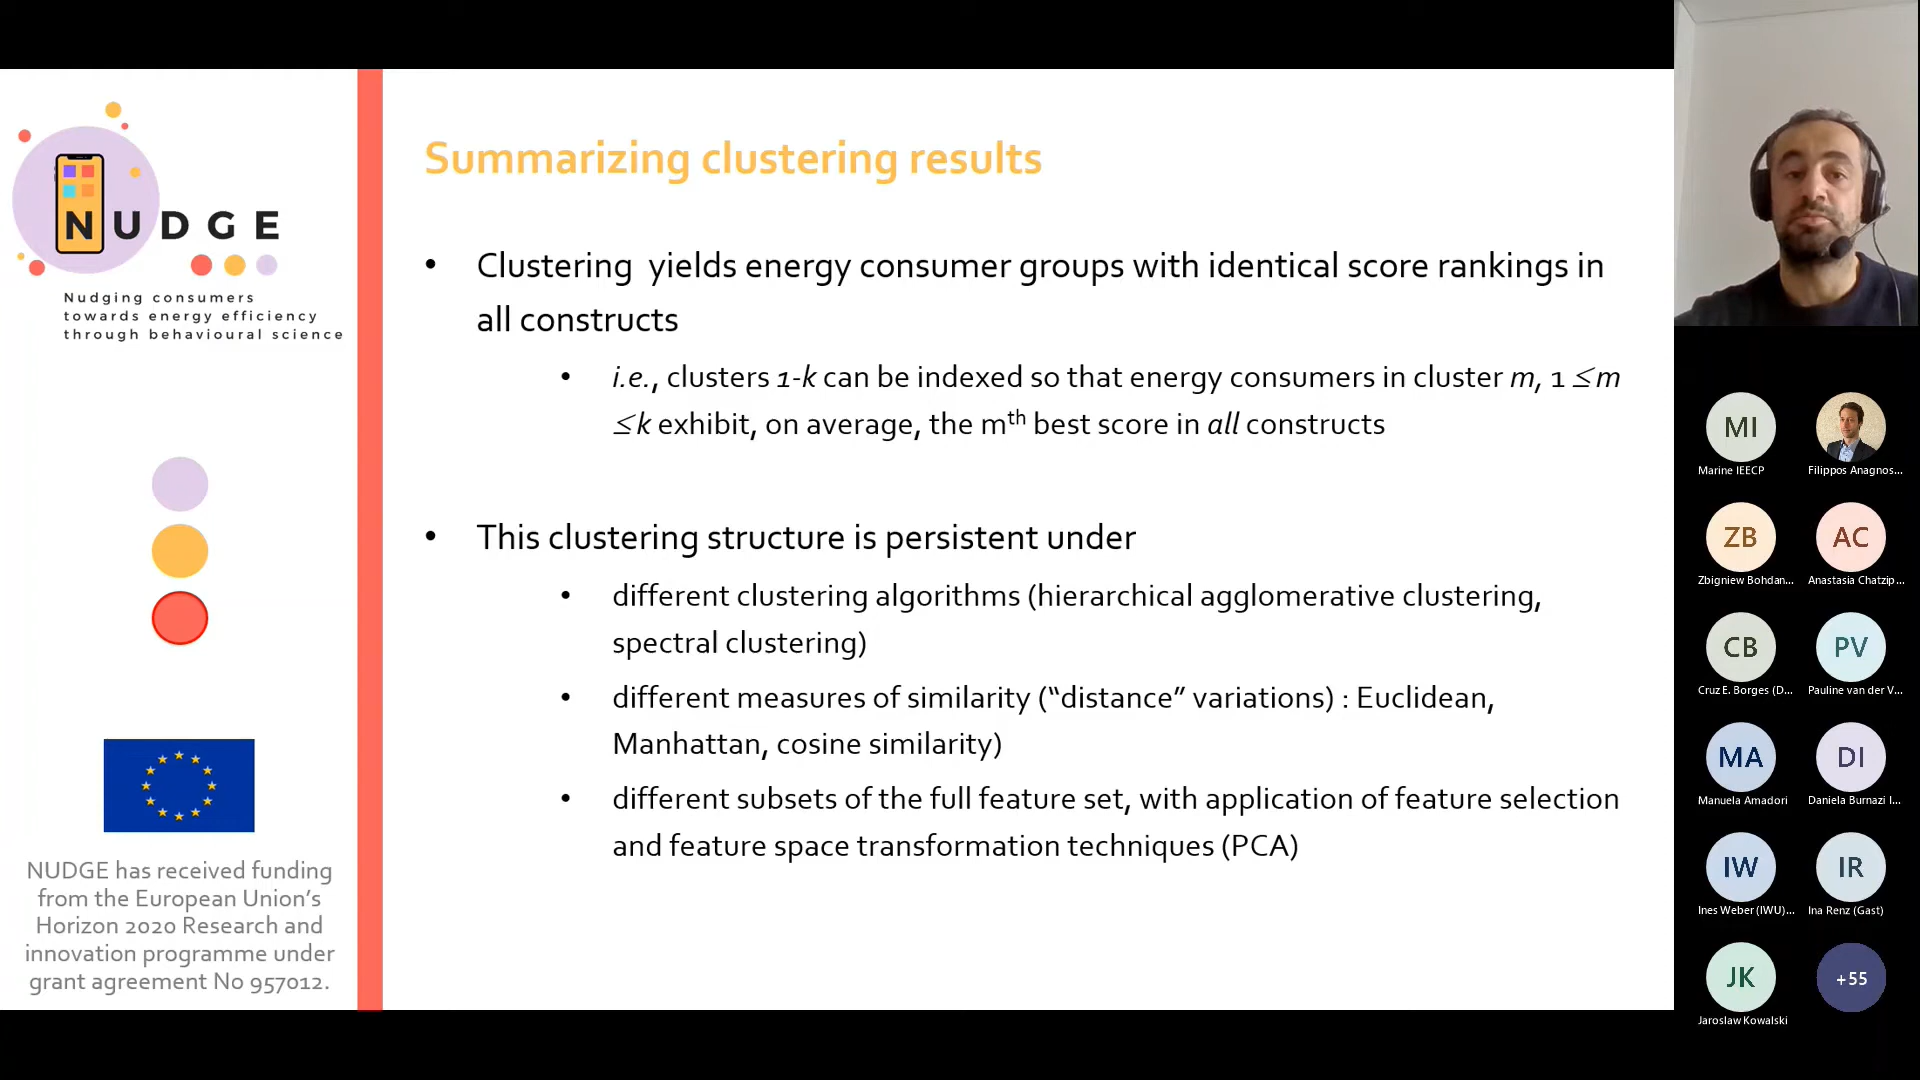 NUDGE
Nudging consumers
towards energy efficiency
through behavioural science
NUDGE has received funding
from the European Union’s
Horizon 2020 Research and
innovation programme under
grant agreement No 957012.
Summarizing clustering results
• Clustering yields energy consumer groups with identical score rankings in
all constructs
• i.e., clusters 1-k can be indexed so that energy consumers in cluster m, 1 ≤m
≤k exhibit, on average, the mth best score in all constructs
• This clustering structure is persistent under
• different clustering algorithms (hierarchical agglomerative clustering,
spectral clustering)
• different measures of similarity (“distance” variations) : Euclidean,
Manhattan, cosine similarity)
• different subsets of the full feature set, with application of feature selection
and feature space transformation techniques (PCA)
MI
Marine IEECP
Filippos Anagnos...
ZB
Zbigniew Bohdan...
AC
Anastasia Chatzip...
CB
Cruz E. Borges (D...
PV
Pauline van der V...
MA
Manuela Amadori
DI
Daniela Burnazi I...
IW
Ines Weber (IWU)...
IR
Ina Renz (Gast)
JK
Jaroslaw Kowalski
+55